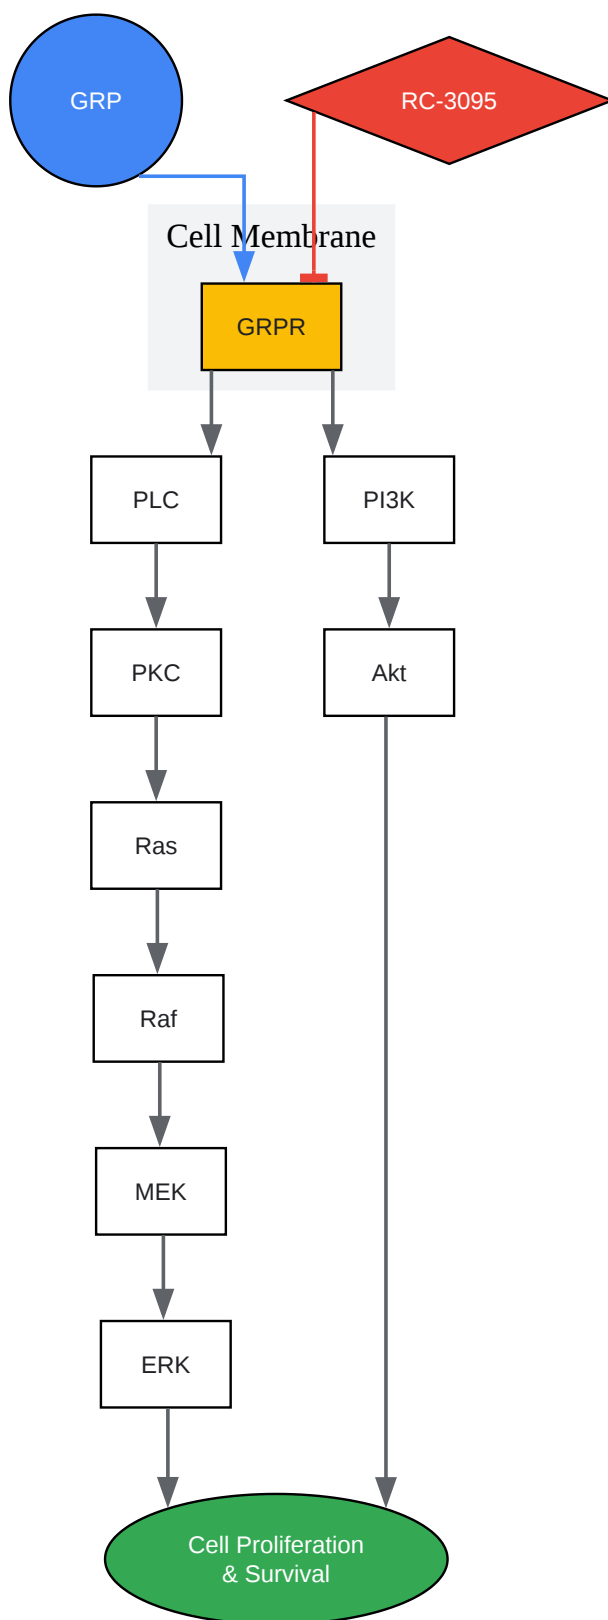 GRP
RC-3095
Cell Membrane
GRPR
PLC
PI3K
PKC
Akt
Ras
Raf
MEK
ERK
Cell Proliferation
& Survival